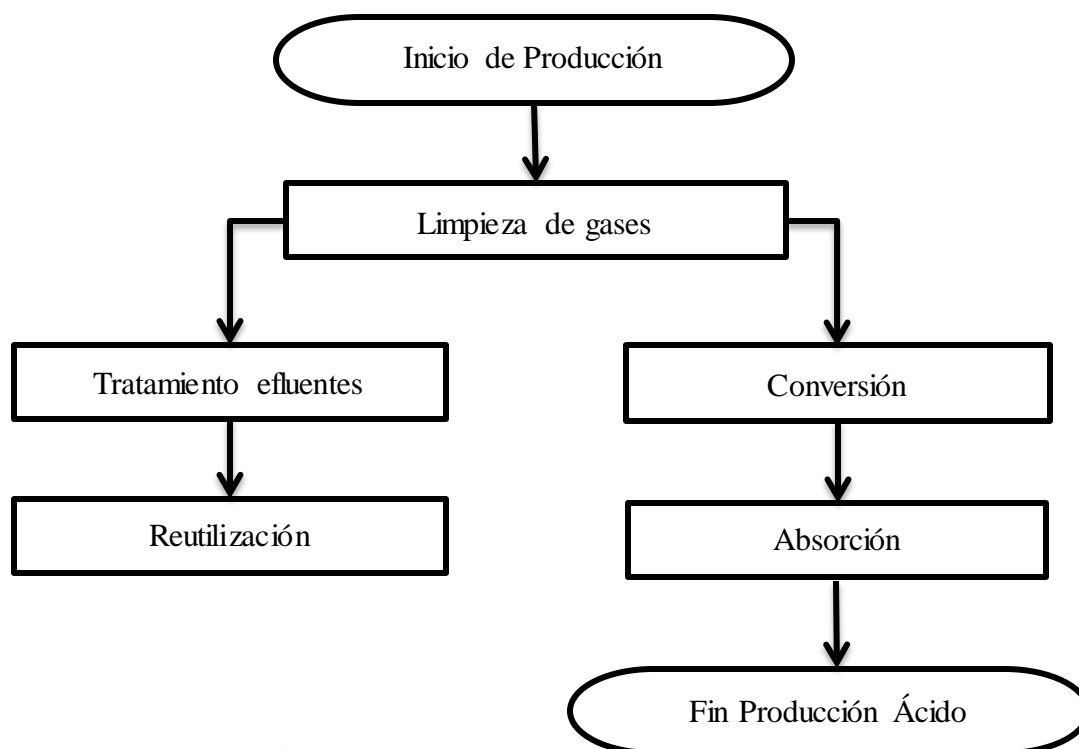 Inicio de Producción
Limpieza de gases
Tratamiento efluentes
Conversión
Reutilización
Absorción
Fin Producción Ácido